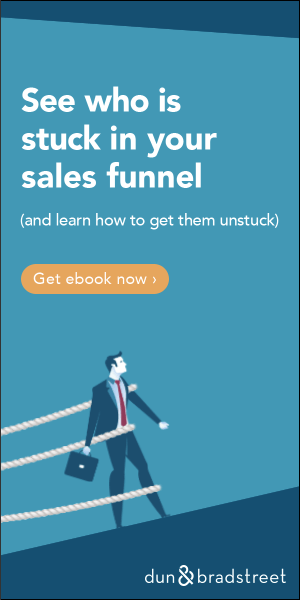 See who is
stuck in your
sales funnel
(and learn how to get them unstuck)
Get ebook now ›
dun&bradstreet